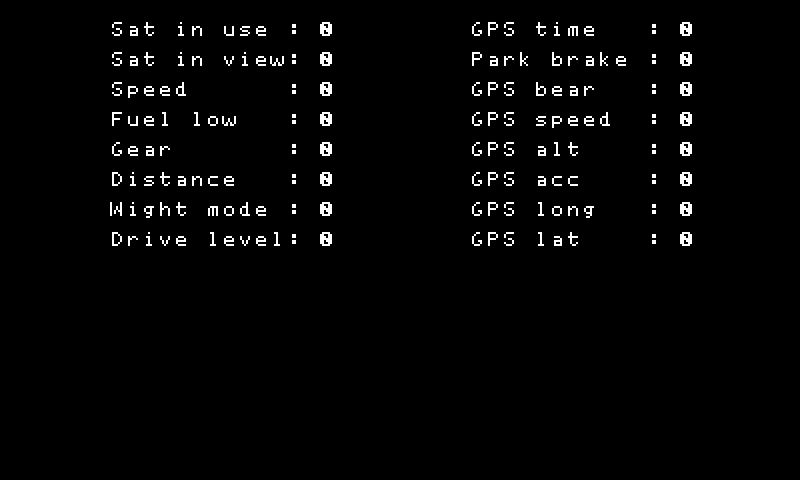 Sat in use : 0
Sat in view: 0
Speed : 0
Fuel low : 0
Gear : 0
Distance : 0
Wight mode : 0
Drive level: 0
GPS time : 0
Park brake : 0
GPS bear : 0
GPS speed : 0
GPS alt : 0
GPS acc : 0
GPS long : 0
GPS lat : 0